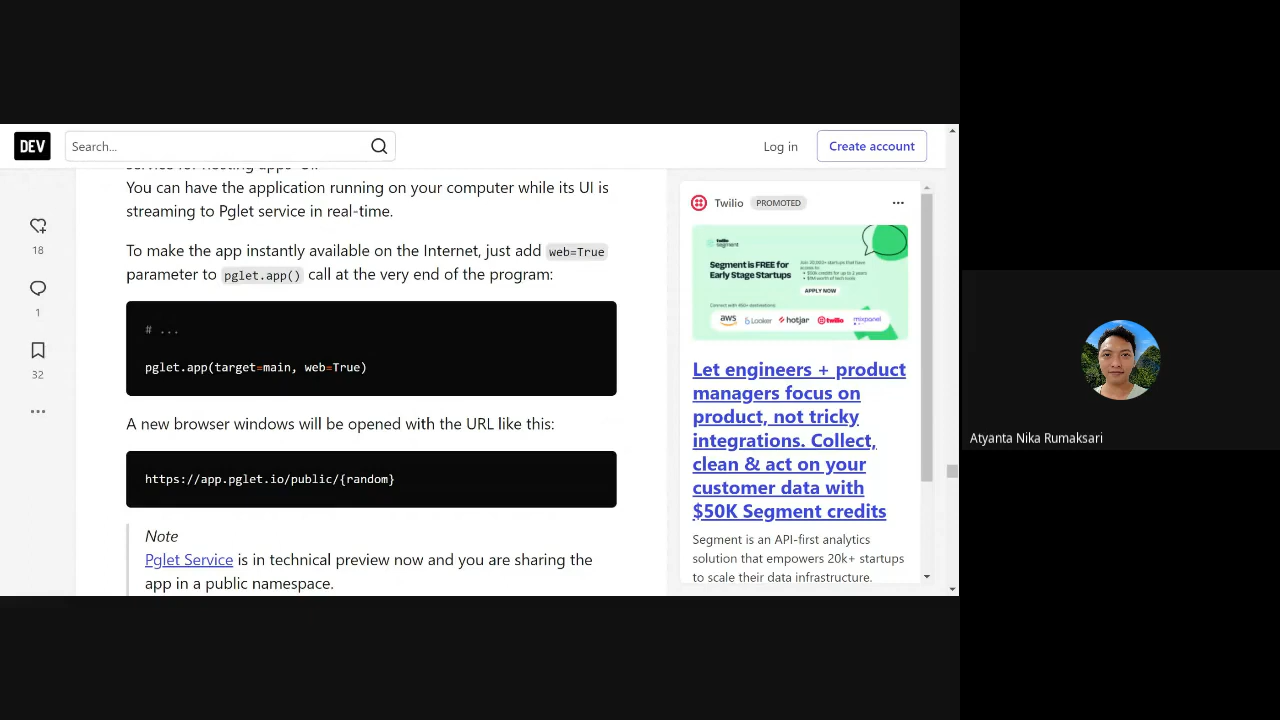 DEV
Search...
Log in
Create account
You can have the application running on your computer while its UI is
streaming to Pglet service in real-time.
To make the app instantly available on the Internet, just add web=True
parameter to pglet.app() call at the very end of the program:
# ...
pglet.app(target=main, web=True)
A new browser windows will be opened with the URL like this:
https://app.pglet.io/public/{random}
Note
Pglet Service is in technical preview now and you are sharing the
app in a public namespace.
18
1
32
Twilio PROMOTED
twilio
segment
Segment is FREE for
Early Stage Startups
APPLY NOW
aws Looker hotjar twilio mixpanel
Let engineers + product
managers focus on
product, not tricky
integrations. Collect,
clean & act on your
customer data with
$50K Segment credits
Segment is an API-first analytics
solution that empowers 20k+ startups
to scale their data infrastructure.
Atyanta Nika Rumaksari